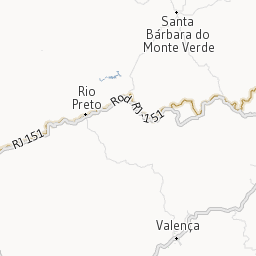 Santa
Bárbara do
Monte Verde
Rio
Preto
Rod. RJ-151
RJ 151
Valença